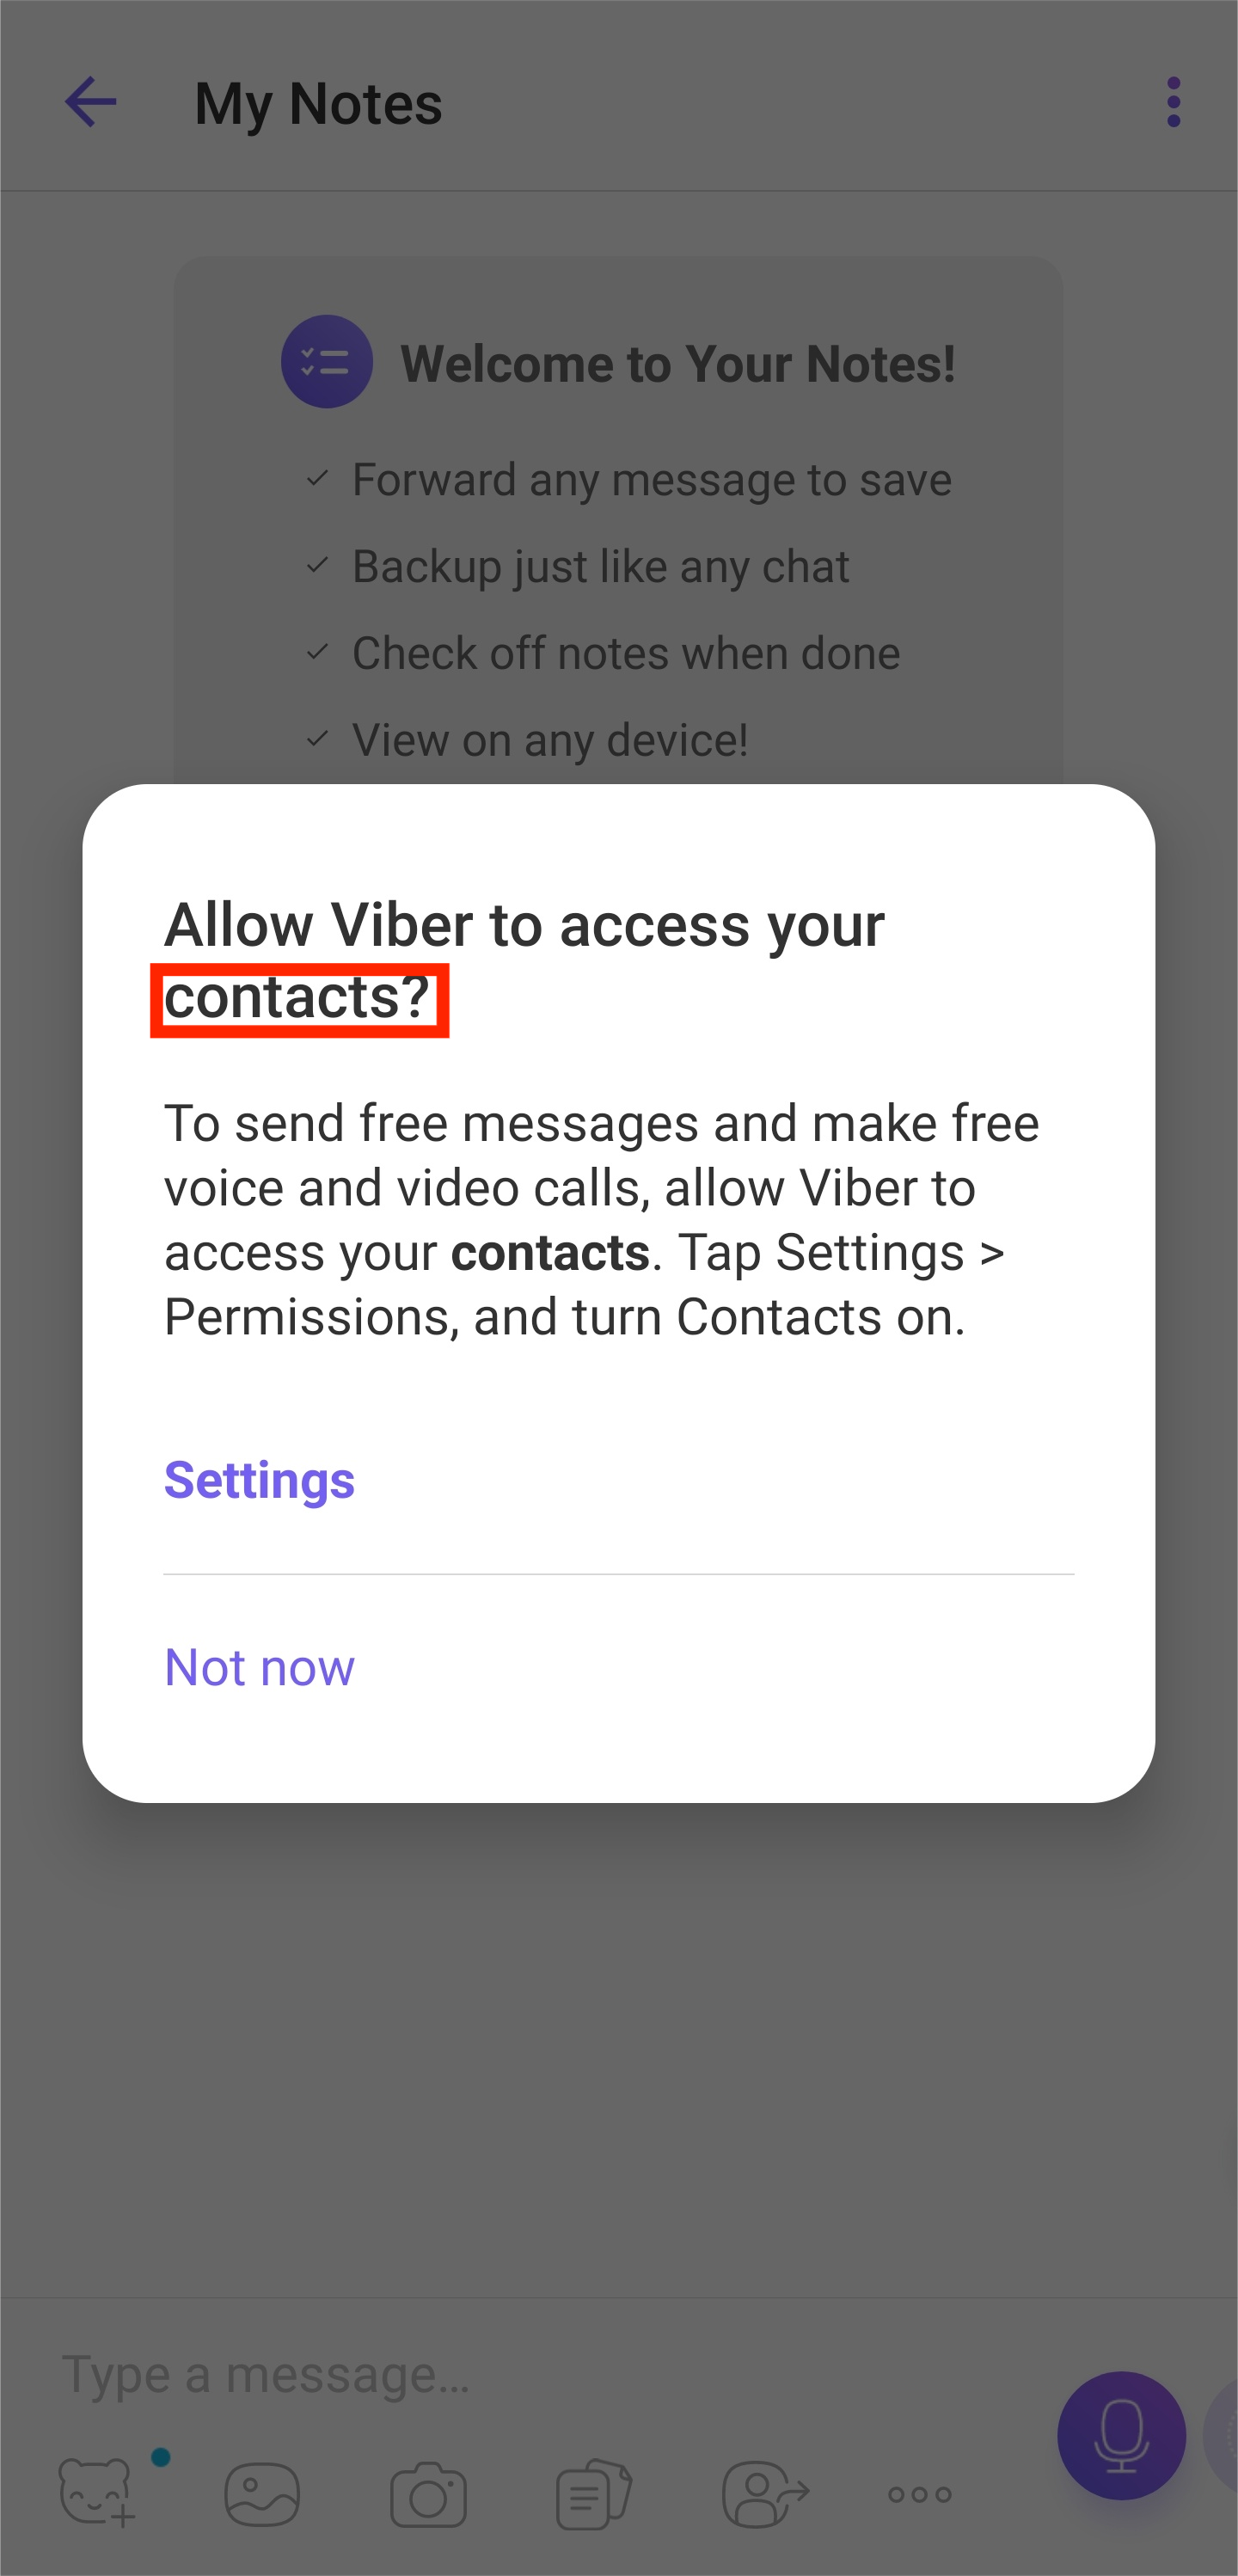 My Notes
Welcome to Your Notes!
Forward any message to save
Backup just like any chat
Check off notes when done
View on any device!
Allow Viber to access your
contacts?
To send free messages and make free
voice and video calls, allow Viber to
access your contacts. Tap Settings >
Permissions, and turn Contacts on.
Settings
Not now
Type a message...